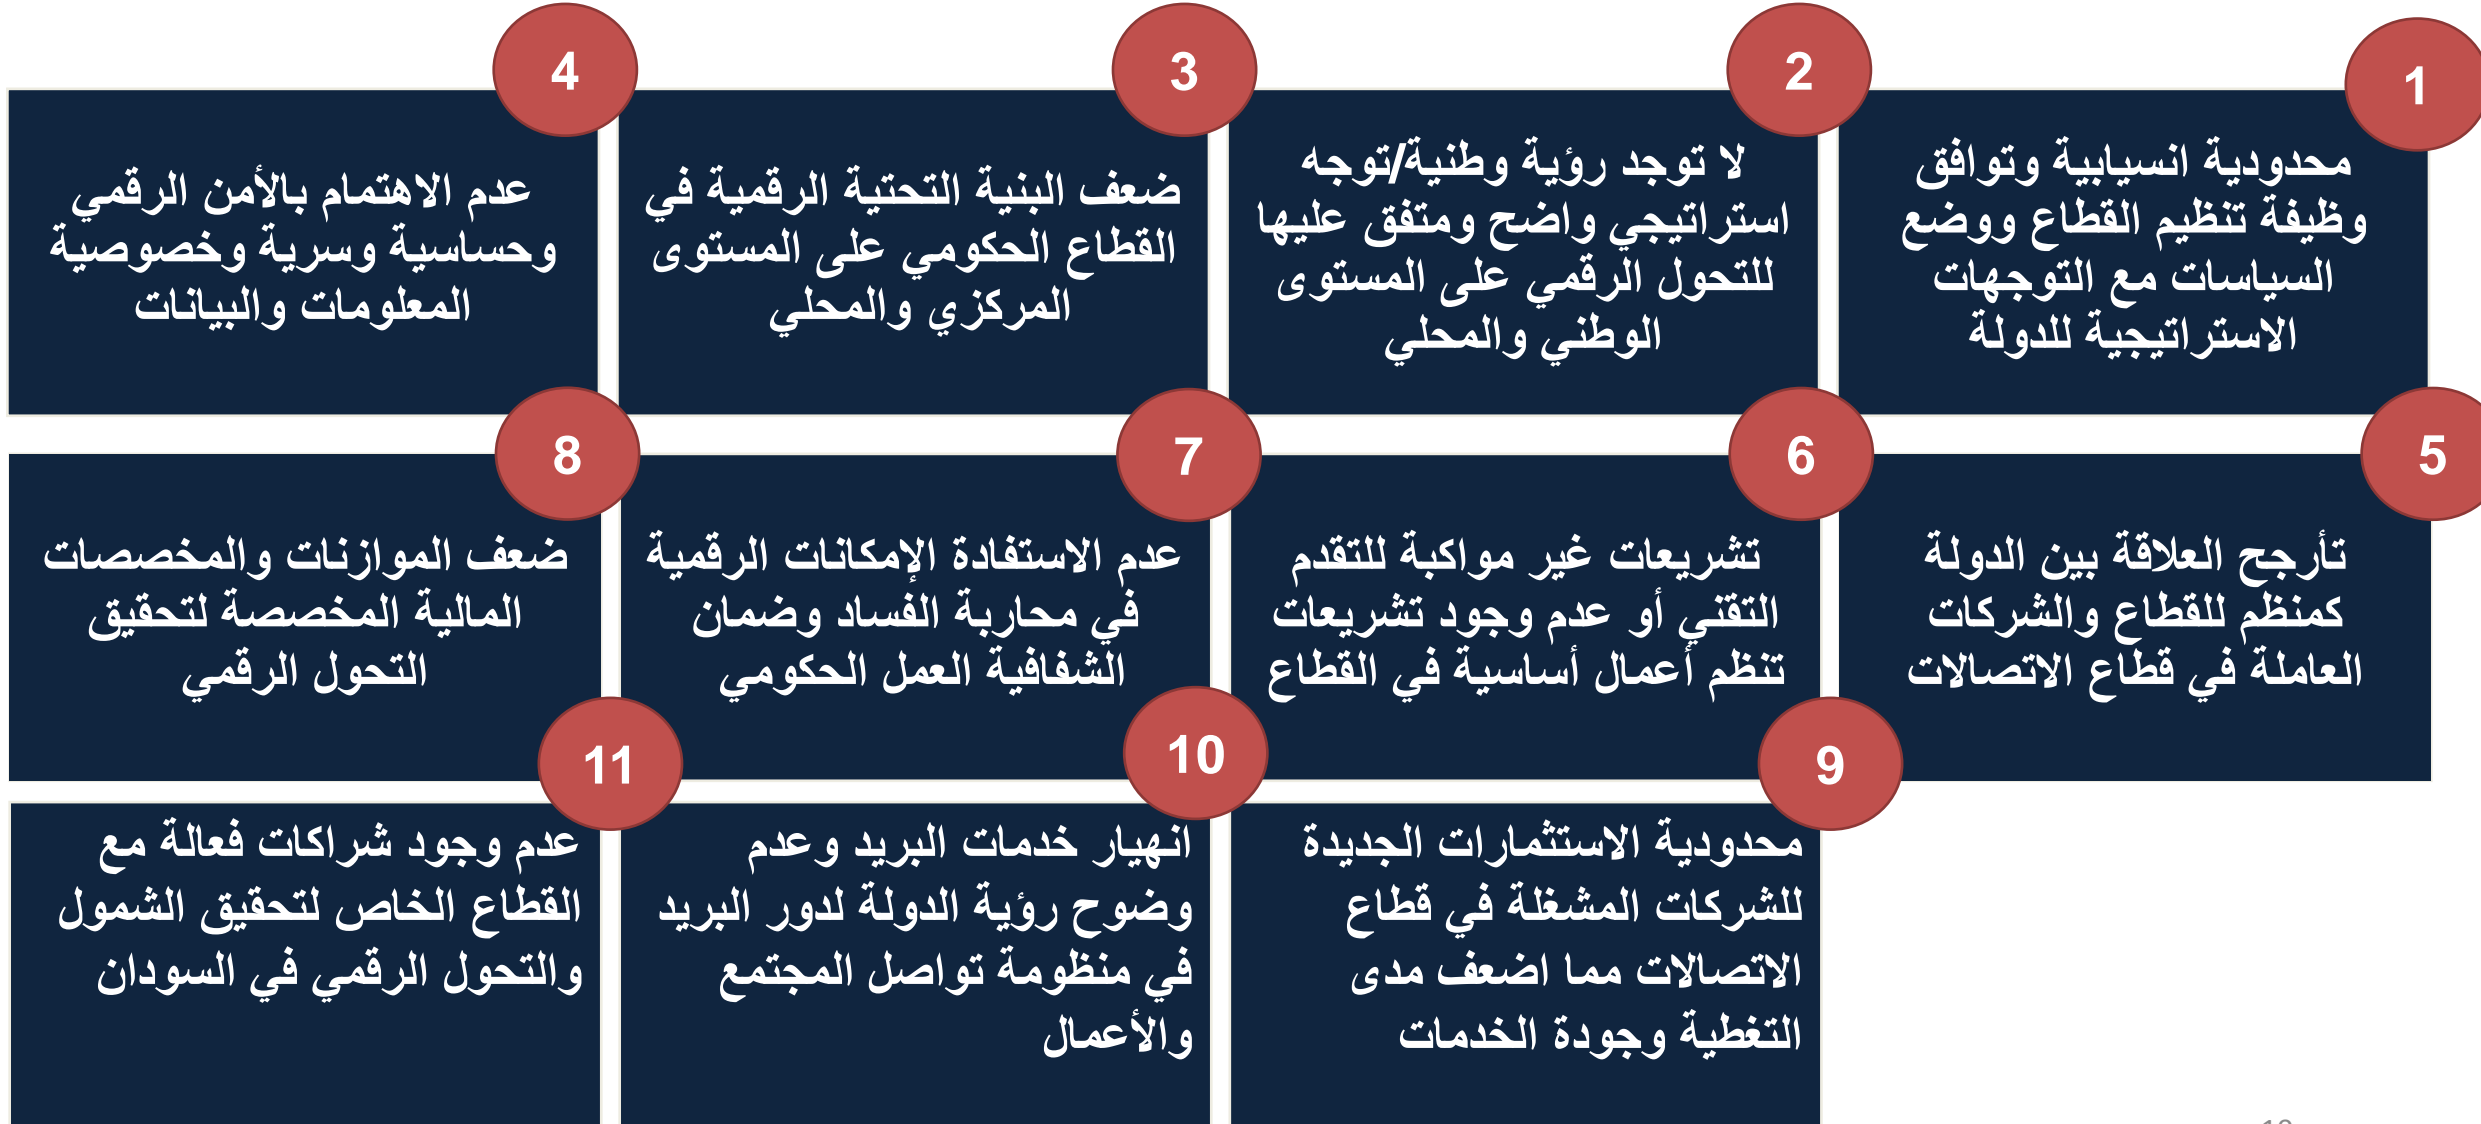 1
محدودية انسيابية وتوافق
وظيفة تنظيم القطاع ووضع
السياسات مع التوجهات
الاستراتيجية للدولة
2
لا توجد رؤية وطنية/توجه
استراتيجي واضح ومتفق عليها
للتحول الرقمي على المستوى
الوطني والمحلي
3
ضعف البنية التحتية الرقمية في
القطاع الحكومي على المستوى
المركزي والمحلي
4
عدم الاهتمام بالأمن الرقمي
وحساسية وسرية وخصوصية
المعلومات والبيانات
5
تأرجح العلاقة بين الدولة
كمنظم للقطاع والشركات
العاملة في قطاع الاتصالات
6
تشريعات غير مواكبة للتقدم
التقني أو عدم وجود تشريعات
تنظم أعمال أساسية في القطاع
7
عدم الاستفادة الإمكانات الرقمية
في محاربة الفساد وضمان
الشفافية العمل الحكومي
8
ضعف الموازنات والمخصصات
المالية المخصصة لتحقيق
التحول الرقمي
9
محدودية الاستثمارات الجديدة
للشركات المشغلة في قطاع
الاتصالات مما اضعف مدى
التغطية وجودة الخدمات
10
انهيار خدمات البريد وعدم
وضوح رؤية الدولة لدور البريد
في منظومة تواصل المجتمع
والأعمال
11
عدم وجود شراكات فعالة مع
القطاع الخاص لتحقيق الشمول
والتحول الرقمي في السودان